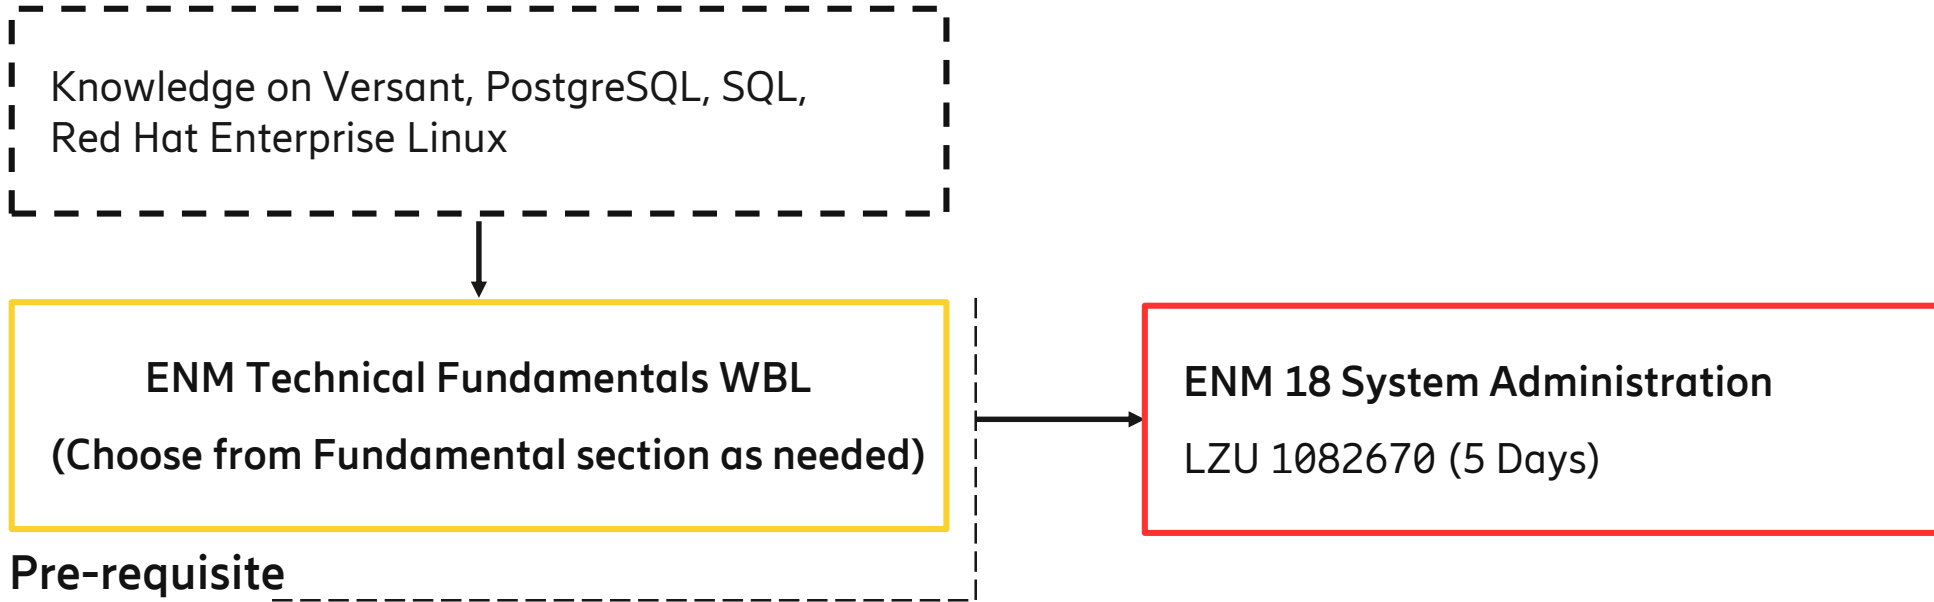 Knowledge on Versant, PostgreSQL, SQL,
Red Hat Enterprise Linux
ENM Technical Fundamentals WBL
(Choose from Fundamental section as needed)
Pre-requisite
ENM 18 System Administration
LZU 1082670 (5 Days)